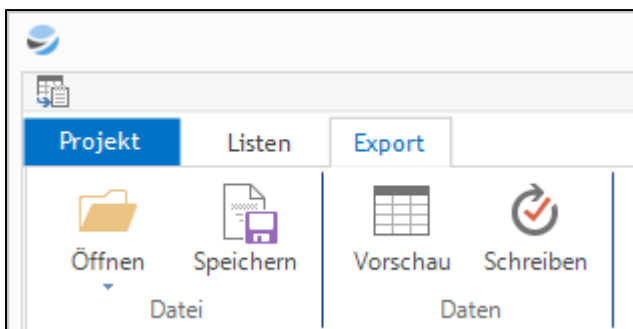 Projekt Listen Export
Öffnen Speichern Vorschau Schreiben
Datei Daten